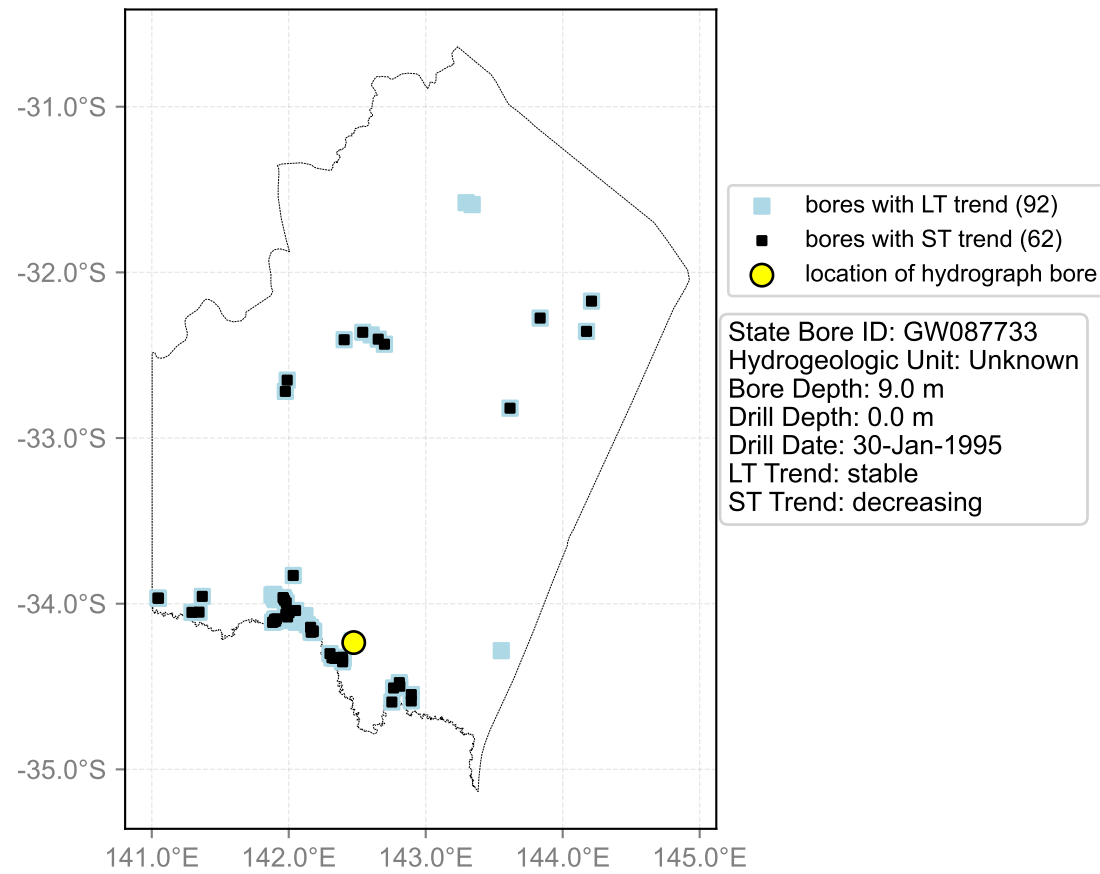 -31.0°S
-32.0°S
-33.0°S
-34.0°S
-35.0°S
141.0°E 142.0°E 143.0°E 144.0°E 145.0°E
bores with LT trend (92)
bores with ST trend (62)
location of hydrograph bore
State Bore ID: GW087733
Hydrogeologic Unit: Unknown
Bore Depth: 9.0 m
Drill Depth: 0.0 m
Drill Date: 30-Jan-1995
LT Trend: stable
ST Trend: decreasing